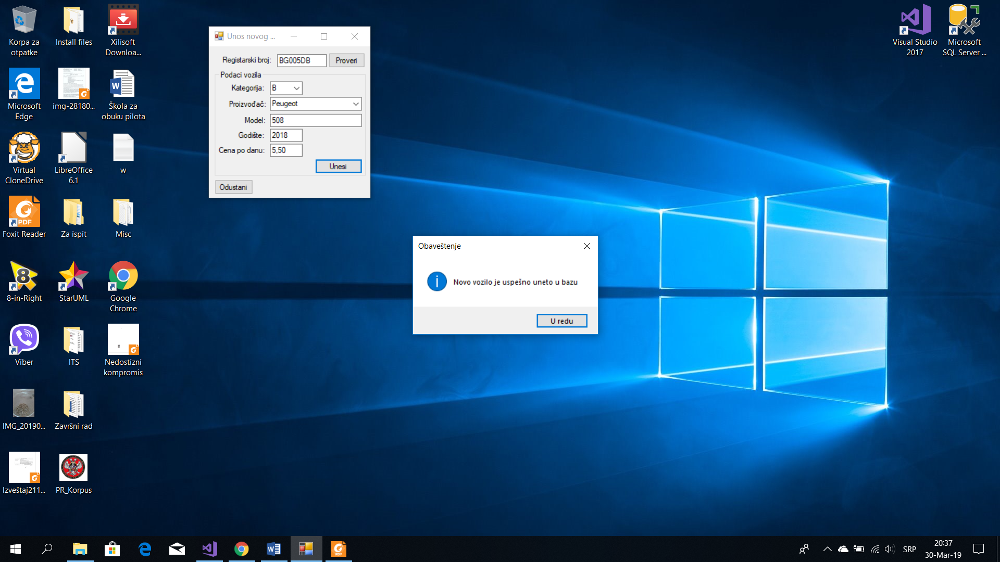 Korpa za
otpatke
Install files
Xilisoft
Downloa...
Microsoft
Edge
img-28180...
Škola za
obuku pilota
Virtual
CloneDrive
LibreOffice
6.1
w
Foxit Reader
PDF
Za ispit
Misc
8-in-Right
StarUML
Google
Chrome
Viber
ITS
Nedostizni
kompromis
IMG_20190...
Završni rad
Izveštaj211...
PR_Korpus
Unos novog ...
Registarski broj:
BG005DB
Proveri
Podaci vozila
Kategorija:
B
Proizvođač:
Peugeot
Model:
508
Godište:
2018
Cena po danu:
5,50
Unesi
Odustani
Obaveštenje
Novo vozilo je uspešno uneto u bazu
U redu
Visual Studio
2017
Microsoft
SQL Server ...
SRP
20:37
30-Mar-19